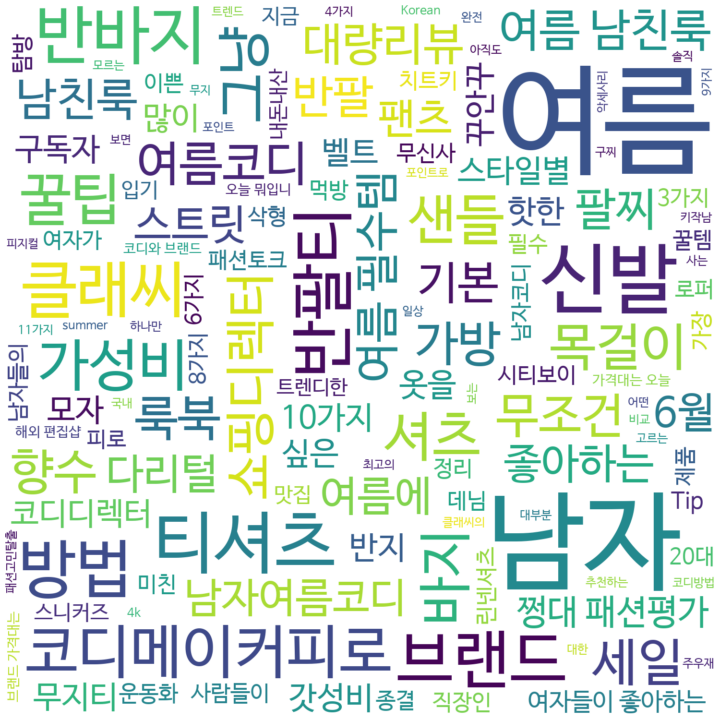 반바지
트렌드
모르는
지금
4가지
Korean
완전
여름 남친룩
탐방
그냥
대량리뷰
아직도
솔직
남친룩
이쁜
무지
많이
내돈내산
반팔
치트키
팬츠
꾸안꾸
여름
악세사리
9가지
구독자
보면
포인트
여름코디
벨트
무신사
스타일별
구찌
꿀팁
입기
오늘 뭐입니
먹방
포인트로
샌들
핫한
팔찌
3가지
키작남
스트릿
삭형
여름 필수템
필수
꿀템
피지컬
여자가
코디와 브랜드
패션토크
반팔티
기본
남자코디
신발
사는
로퍼
클래씨
6가지
쇼핑디렉터
일상
가방
목걸이
가장
11가지
summer
하나만
8가지
트렌디한
시티보이
가격대는 오늘
남자들의
가성비
모자
국내
룩북
10가지
옷을
보는
무조건
어떤
비교
6월
해외 편집샵
피로
싶은
최고의
셔츠
정리
좋아하는
고르는
제품
향수
다리털
맛집
여름에
데님
Tip
코디디렉터
클래씨의
대부분
남자
패션고민탈출
방법
티셔츠
반지
바지
린넨셔츠
20대
미친
남자여름코디
추천하는
코디방법
스니커즈
4k
쩡대 패션평가
브랜드 가격대는
코디메이커피로
브랜드
대한
세일
주우재
무지티
운동화
사람들이
갓성비
종결
직장인
여자들이 좋아하는